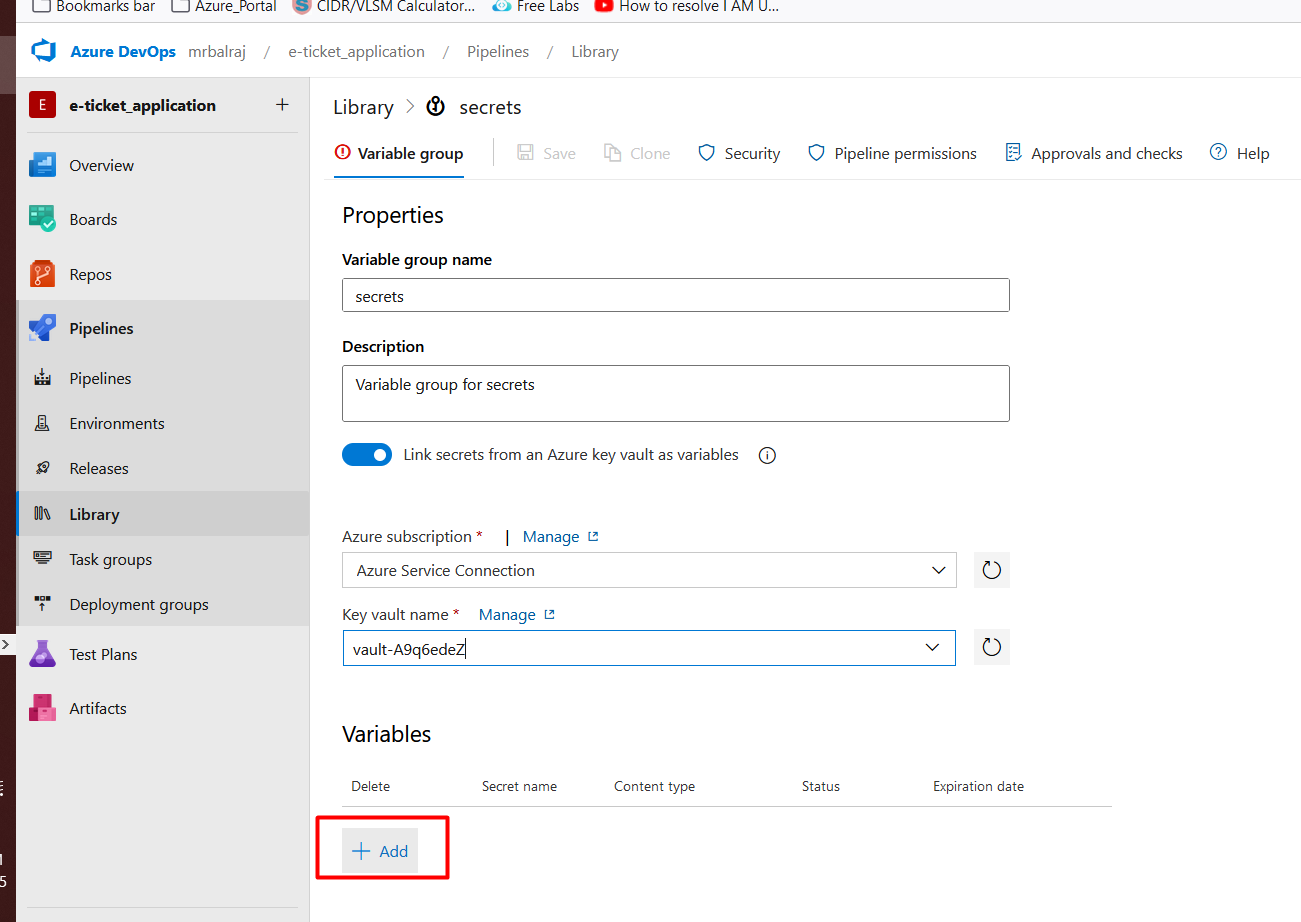 Bookmarks bar Azure_Portal CIDR/VLSM Calculator... Free Labs How to resolve I AM U...
Azure DevOps mrbalraj / e-ticket_application / Pipelines / Library
E e-ticket_application +
Overview
Boards
Repos
Pipelines
Pipelines
Environments
Releases
Library
Task groups
Deployment groups
Test Plans
Artifacts
Library > secrets
Variable group Save Clone Security Pipeline permissions Approvals and checks Help
Properties
Variable group name
secrets
Description
Variable group for secrets
Link secrets from an Azure key vault as variables
Azure subscription * | Manage
Azure Service Connection
Key vault name * Manage
vault-A9q6edeZ
Variables
Delete Secret name Content type Status Expiration date
+ Add